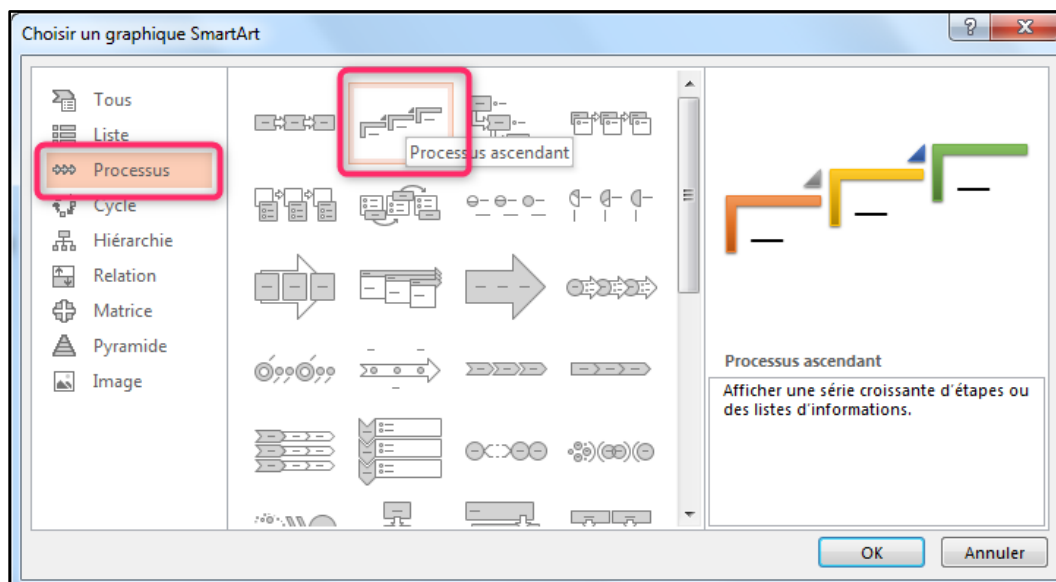 Choisir un graphique SmartArt
Tous
Liste
Processus
Cycle
Hiérarchie
Relation
Matrice
Pyramide
Image
Processus ascendant
Processus ascendant
Afficher une série croissante d'étapes ou
des listes d'informations.
OK
Annuler